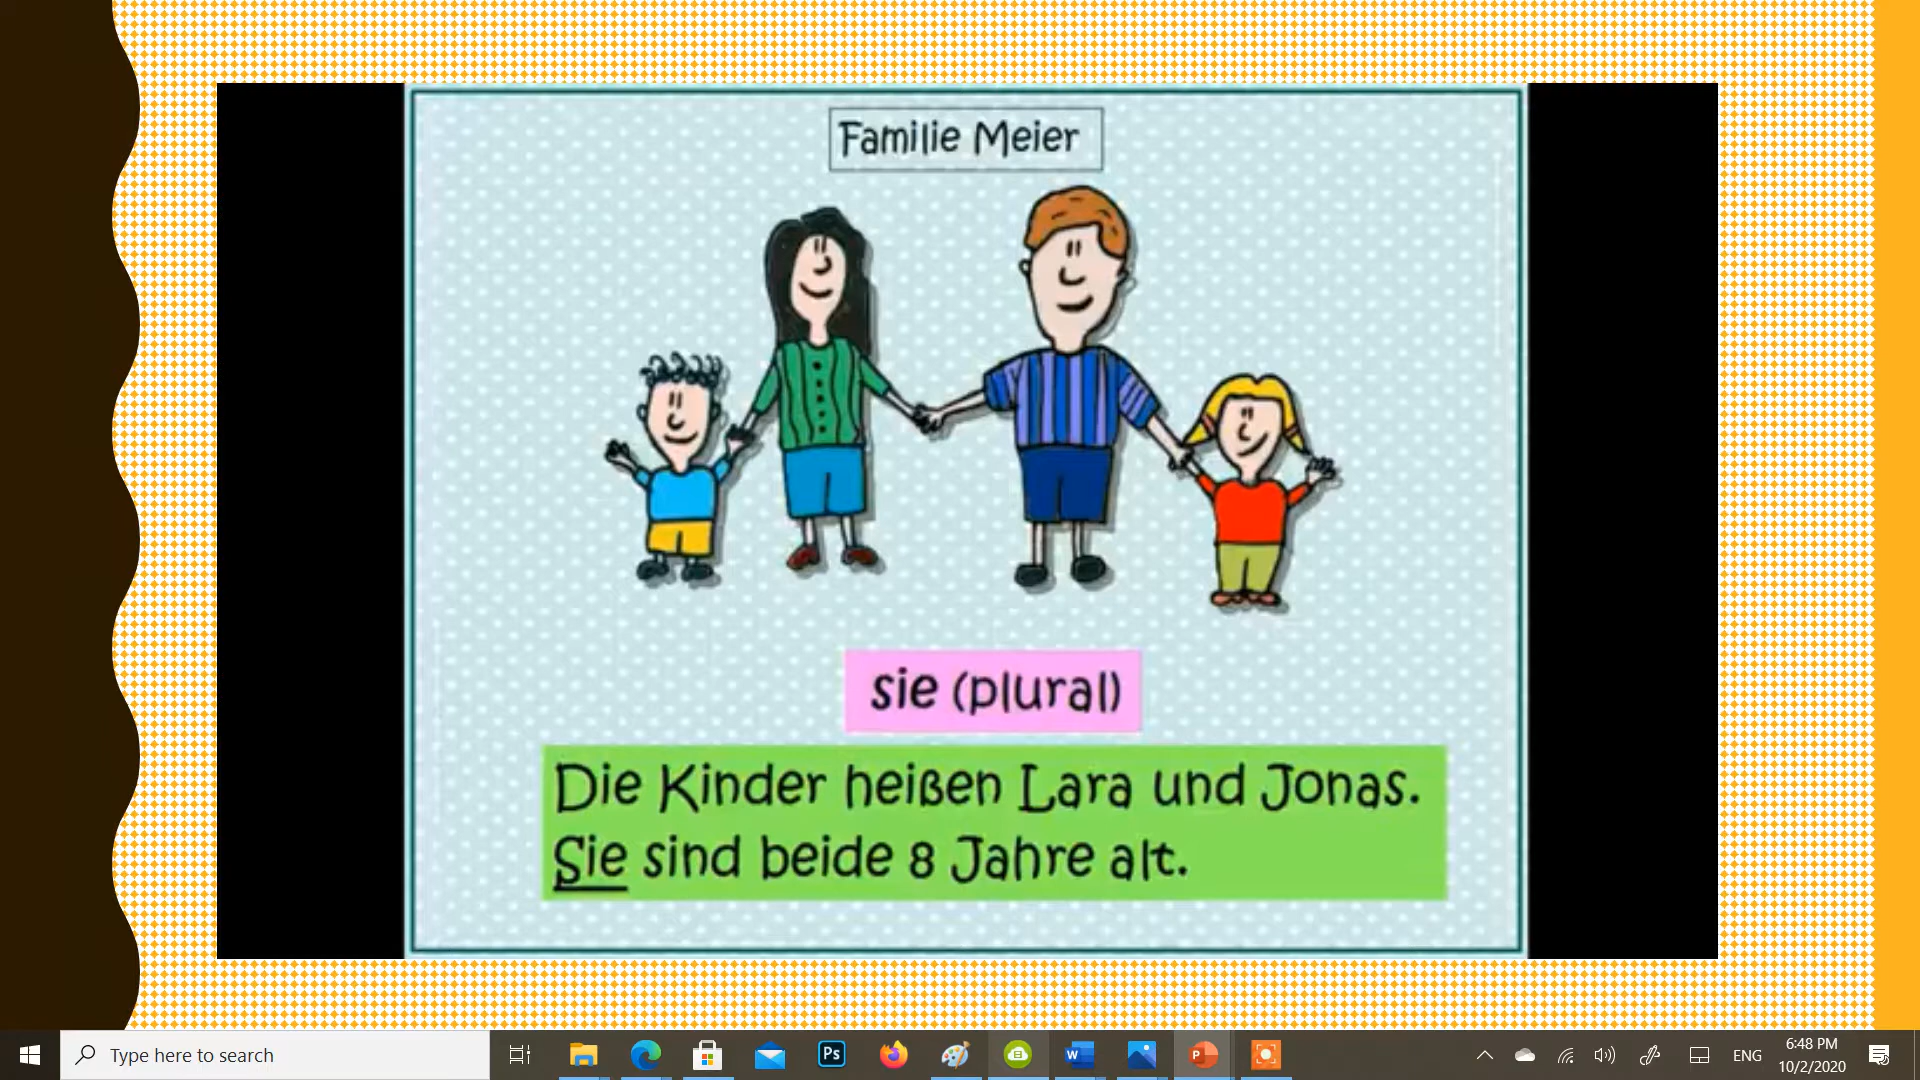 Familie Meier
sie (plural)
Die Kinder heißen Lara und Jonas.
Sie sind beide 8 Jahre alt.
Type here to search
Ps
W
P
ENG
6:48 PM
10/2/2020